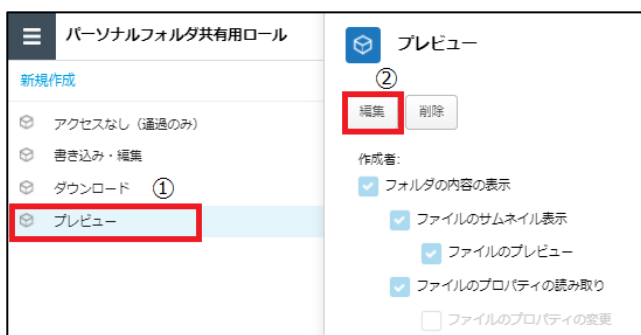 パーソナルフォルダ共有用ロール
新規作成
アクセスなし（通過のみ）
書き込み・編集
ダウンロード ①
プレビュー
プレビュー
②
編集 削除
作成者:
フォルダの内容の表示
ファイルのサムネイル表示
ファイルのプレビュー
ファイルのプロパティの読み取り
ファイルのプロパティの変更